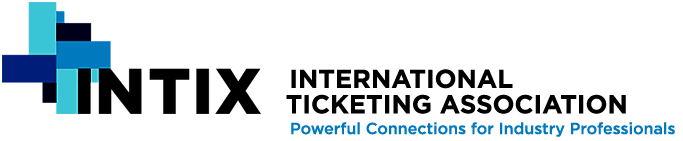 INTIX
INTERNATIONAL
TICKETING ASSOCIATION
Powerful Connections for Industry Professionals